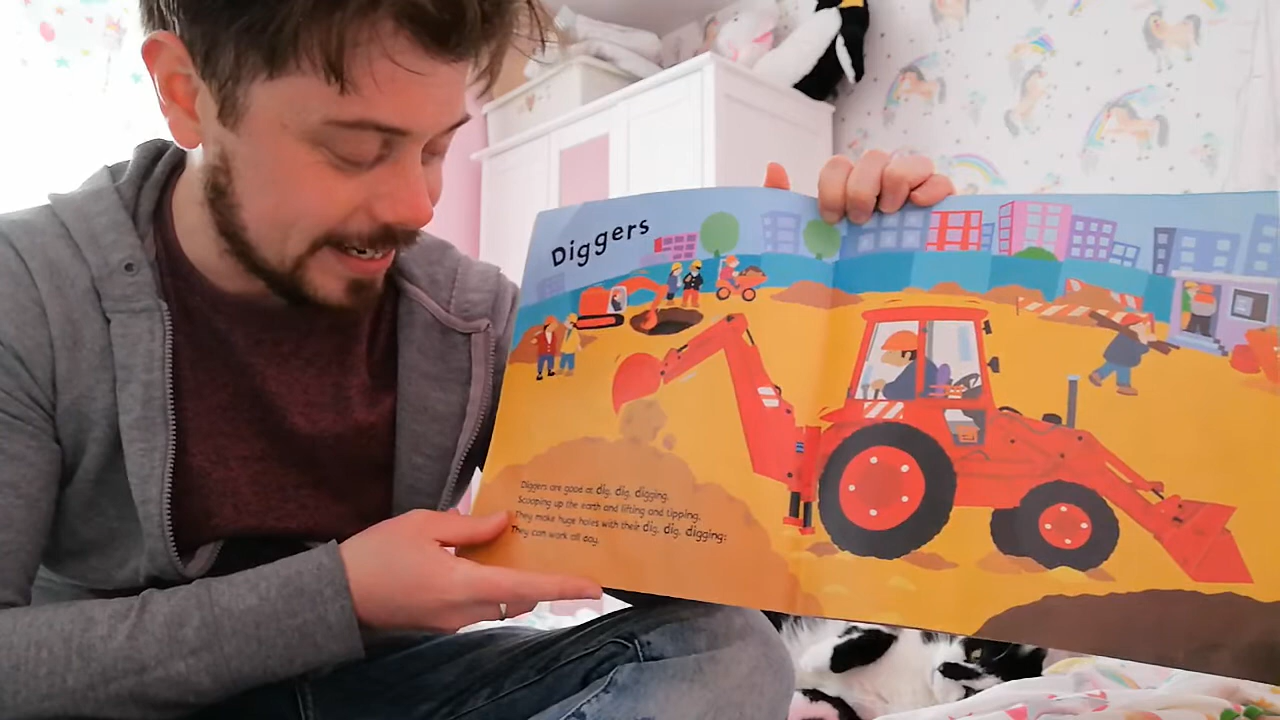 Diggers
Diggers are good at dig, dig, digging,
Scooping up the earth and lifting and tipping.
They make huge holes with their dig, dig, digging:
They can work all day.